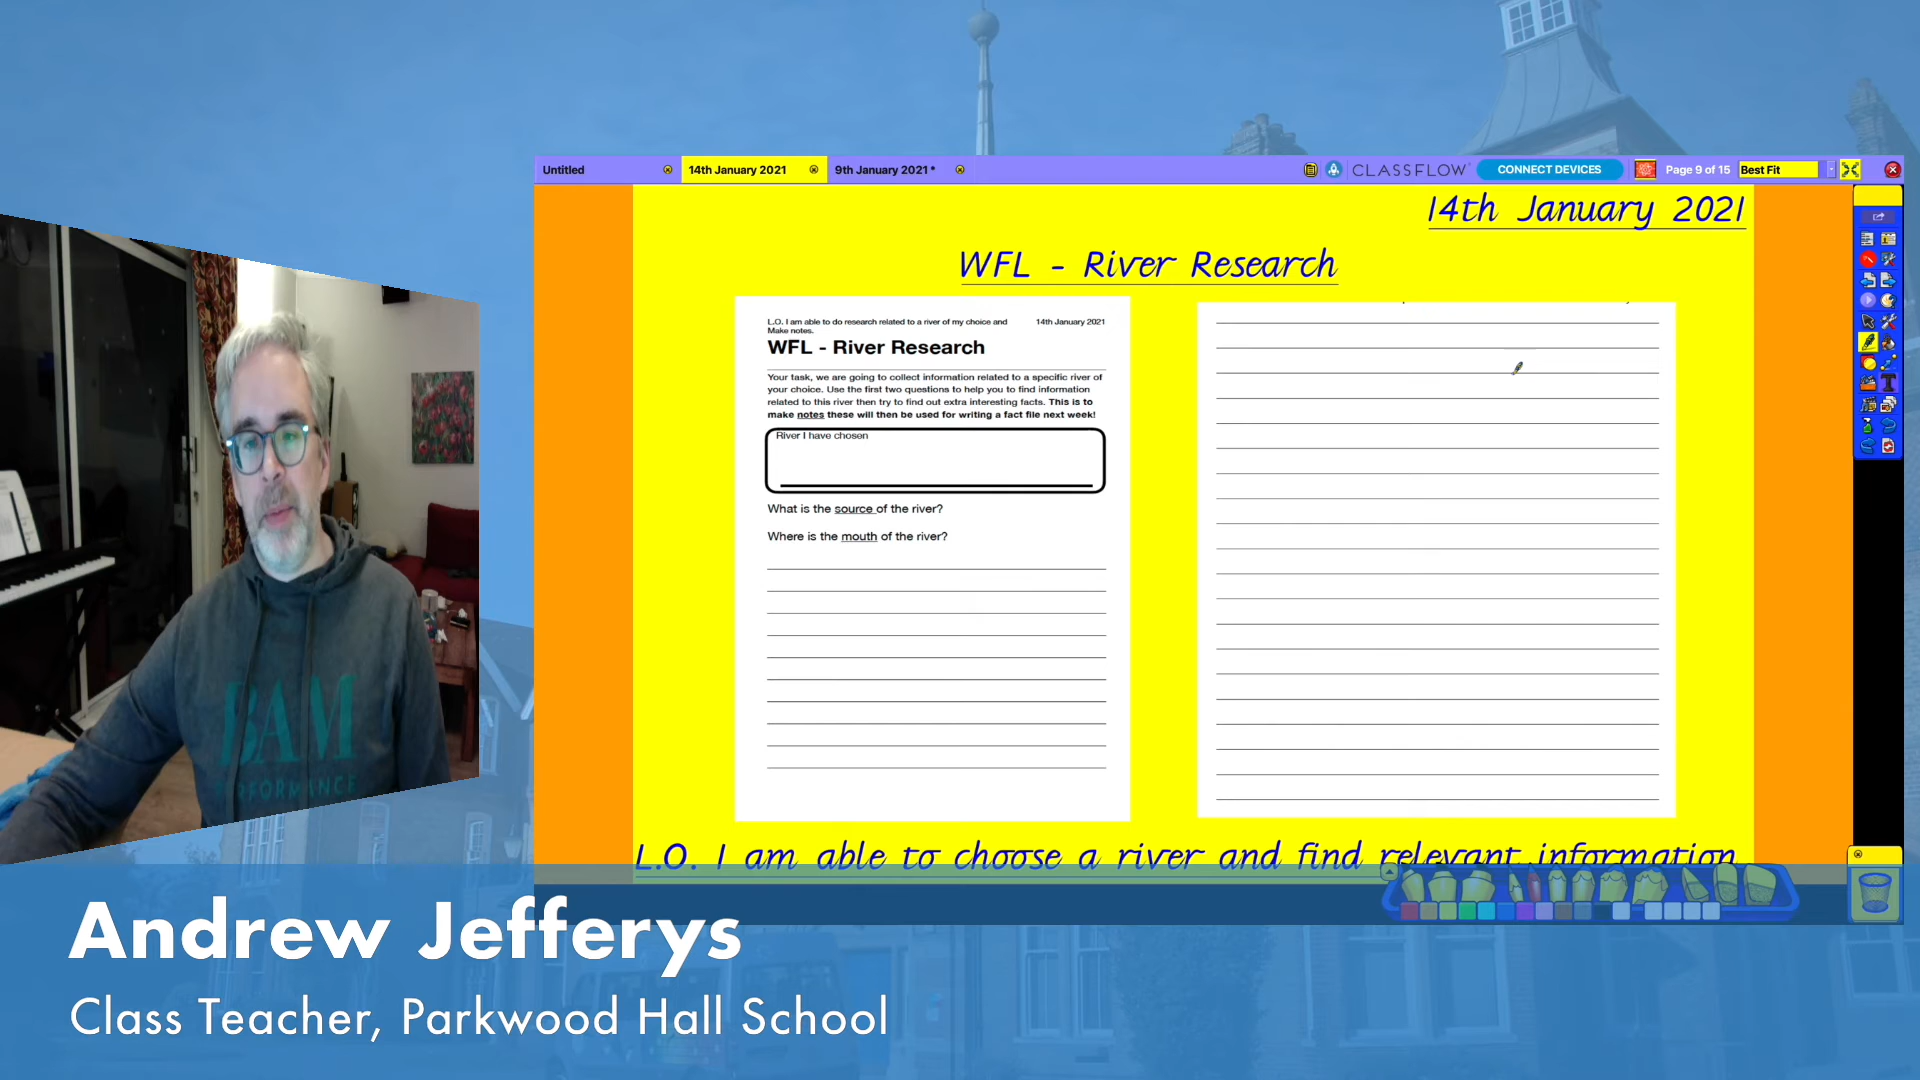 Untitled
14th January 2021
9th January 2021 *
CLASSFLOW
CONNECT DEVICES
Page 9 of 15
Best Fit
14th January 2021
WFL - River Research
L.O. I am able to do research related to a river of my choice and
Make notes.
14th January 2021
WFL - River Research
Your task, we are going to collect information related to a specific river of
your choice. Use the first two questions to help you to find information
related to this river then try to find out extra interesting facts. This is to
make notes these will then be used for writing a fact file next week!
River I have chosen
What is the source of the river?
Where is the mouth of the river?
L.O. I am able to choose a river and find relevant information
BAM
PERFORMANCE
Andrew Jefferys
Class Teacher, Parkwood Hall School